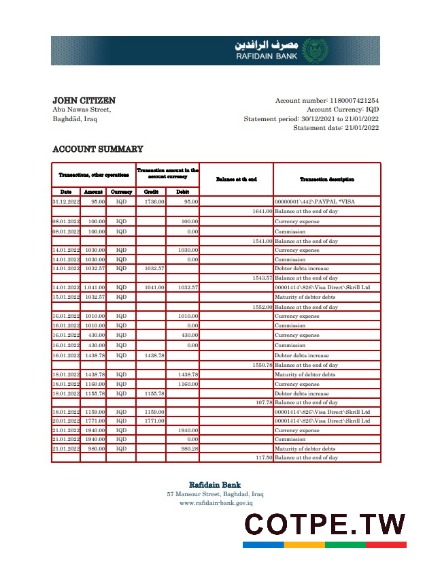 مصرف الرافدين
RAFIDAIN BANK
JOHN CITIZEN
Abu Nawas Street,
Baghdad, Iraq
Account number: 1180007421254
Account Currency: IQD
Statement period: 30/12/2021 to 21/01/2022
Statement date: 21/01/2022
ACCOUNT SUMMARY
Transactions, other operations Transaction amount in the account currency Balance at th end Transaction description
Date Amount Currency Credit Debit
31.12.2022 95.00 IQD 1736.00 95.00 00000001\442\PAYPAL *VISA
1641.00 Balance at the end of day
08.01.2022 100.00 IQD 100.00 Currency expense
08.01.2022 100.00 IQD 0.00 Commission
1541.00 Balance at the end of day
14.01.2022 1030.00 IQD 1030.00 Currency expense
14.01.2022 1030.00 IQD 0.00 Commission
14.01.2022 1032.57 IQD 1032.57 Debtor debts increase
1543.57 Balance at the end of day
14.01.2022 1,041.00 IQD 1041.00 1032.57 00001414\826\Visa Direct\Skrill Ltd
15.01.2022 1032.57 IQD Maturity of debtor debts
1552.00 Balance at the end of day
16.01.2022 1010.00 IQD 1010.00 Currency expense
16.01.2022 1010.00 IQD 0.00 Commission
16.01.2022 430.00 IQD 430.00 Currency expense
16.01.2022 430.00 IQD 0.00 Commission
16.01.2022 1438.78 IQD 1438.78 Debtor debts increase
1550.78 Balance at the end of day
18.01.2022 1438.78 IQD 1438.78 Maturity of debtor debts
18.01.2022 1160.00 IQD 1160.00 Currency expense
18.01.2022 1155.78 IQD 1155.78 Debtor debts increase
107.78 Balance at the end of day
18.01.2022 1159.00 IQD 1159.00 00001414\826\Visa Direct\Skrill Ltd
20.01.2022 1771.00 IQD 1771.00 00001414\826\Visa Direct\Skrill Ltd
21.01.2022 1940.00 IQD 1940.00 Currency expense
21.01.2022 1940.00 IQD 0.00 Commission
21.01.2022 980.00 IQD 980.28 Maturity of debtor debts
117.50 Balance at the end of day
Rafidain Bank
57 Mansour Street, Baghdad, Iraq
www.rafidain-bank.gov.iq
COTPE.TW